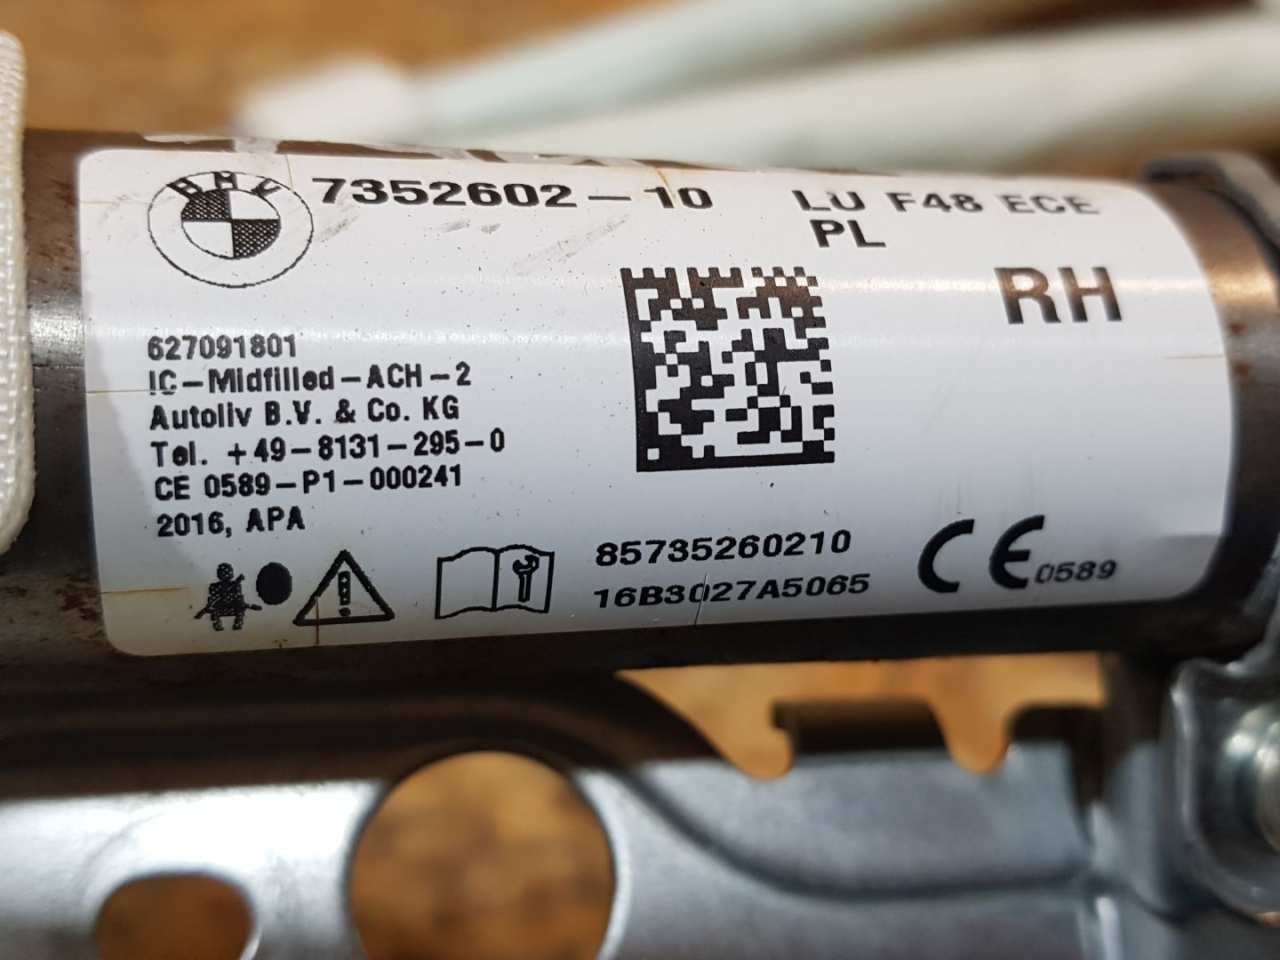 BMW
7352602-10 LU F48 ECE
PL
RH
627091801
IC-Midfilled-ACH-2
Autoliv B.V. & Co. KG
Tel. +49-8131-295-0
CE 0589-P1-000241
2016, APA
85735260210
16B3027A5065
CE 0589